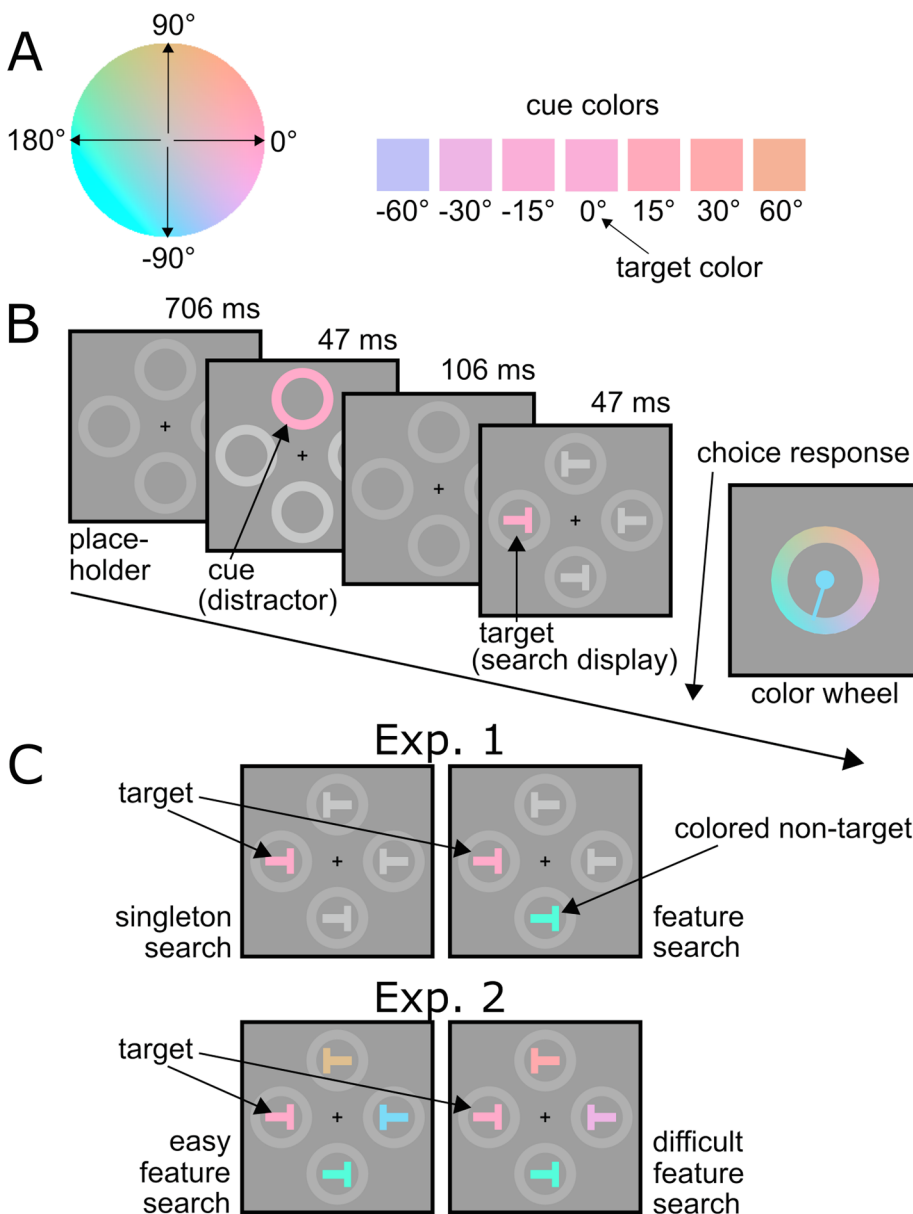 A
90°
180°
0°
-90°
cue colors
-60° -30° -15° 0° 15° 30° 60°
target color
B
706 ms
47 ms
106 ms
47 ms
place-
holder
cue
(distractor)
target
(search display)
choice response
color wheel
C
Exp. 1
target
colored non-target
singleton
search
feature
search
Exp. 2
target
easy
feature
search
difficult
feature
search